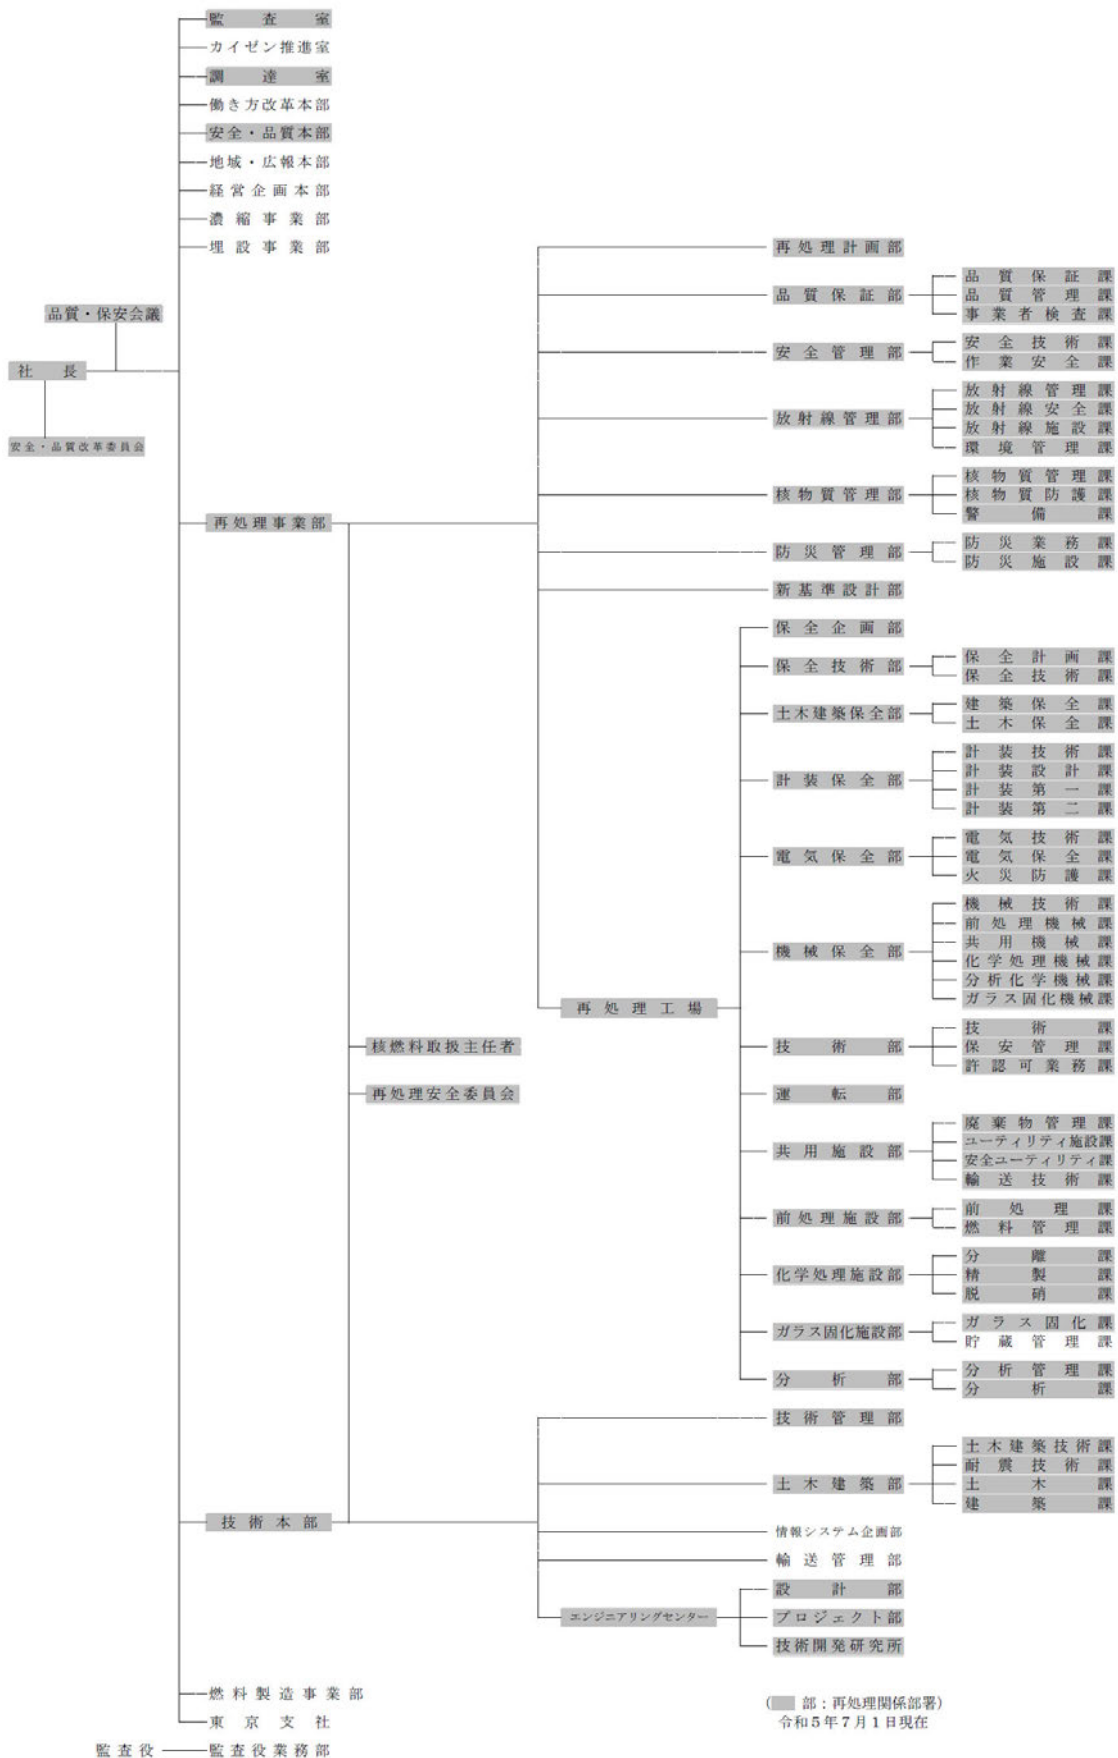 監査室
カイゼン推進室
調達室
働き方改革本部
安全・品質本部
地域・広報本部
経営企画本部
濃縮事業部
埋設事業部
品質・保安会議
社長
安全・品質改革委員会
再処理事業部
再処理計画部
品質保証部
品質保証課
品質管理課
事業者検査課
安全管理部
安全技術課
作業安全課
放射線管理部
放射線管理課
放射線安全課
放射線施設課
環境管理課
核物質管理部
核物質管理課
核物質防護課
警備課
防災管理部
防災業務課
防災施設課
新基準設計部
再処理工場
保全企画部
保全技術部
保全計画課
保全技術課
土木建築保全部
建築保全課
土木保全課
計装保全部
計装技術課
計装設計課
計装第一課
計装第二課
電気保全部
電気技術課
電気保全課
火災防護課
機械保全部
機械技術課
前処理機械課
共用機械課
化学処理機械課
分析化学機械課
ガラス固化機械課
技術部
技術課
保安管理課
許認可業務課
運転部
共用施設部
廃棄物管理課
ユーティリティ施設課
安全ユーティリティ課
輸送技術課
前処理施設部
前処理課
燃料管理課
化学処理施設部
分離課
精製課
脱硝課
ガラス固化施設部
ガラス固化課
貯蔵管理課
分析部
分析管理課
分析課
核燃料取扱主任者
再処理安全委員会
技術本部
技術管理部
土木建築部
土木建築技術課
耐震技術課
土木課
建築課
情報システム企画部
輸送管理部
エンジニアリングセンター
設計部
プロジェクト部
技術開発研究所
燃料製造事業部
東京支社
監査役
監査役業務部
(部：再処理関係部署)
令和5年7月1日現在